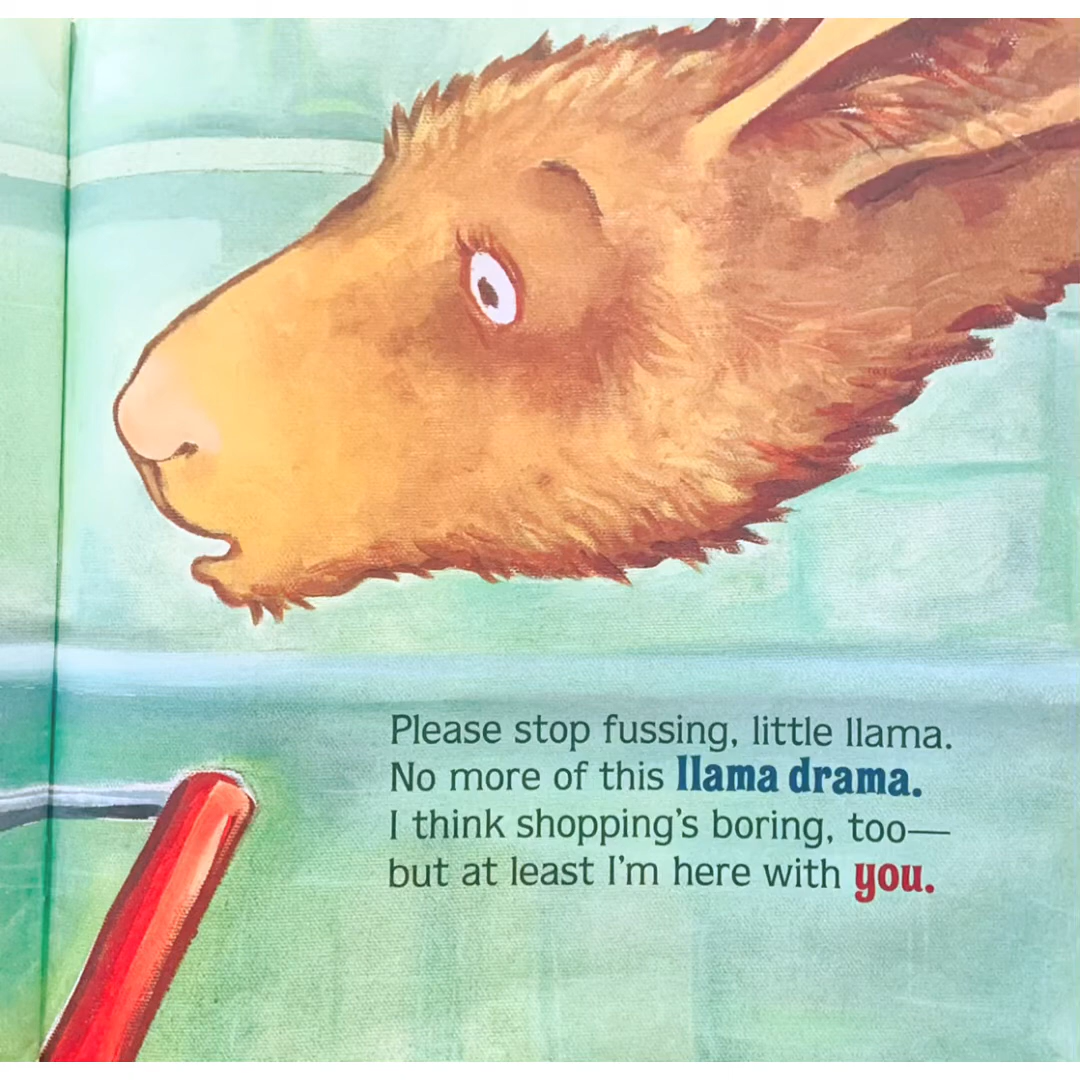 Please stop fussing, little llama.
No more of this llama drama.
I think shopping's boring, too—
but at least I'm here with you.